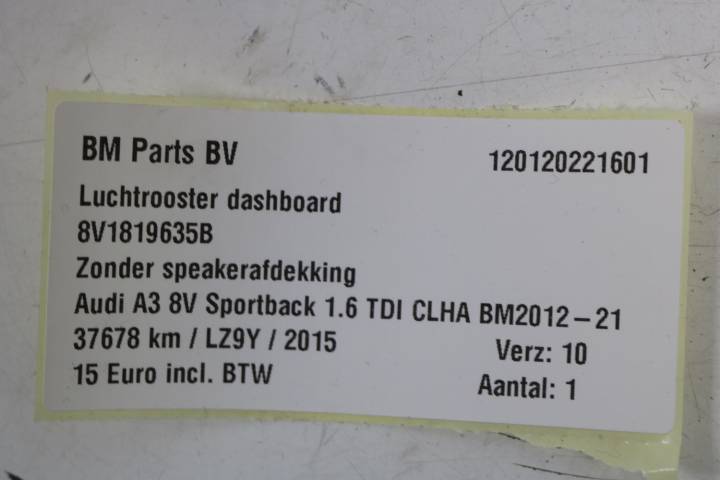 BM Parts BV 120120221601
Luchtrooster dashboard
8V1819635B
Zonder speakerafdekking
Audi A3 8V Sportback 1.6 TDI CLHA BM2012-21
37678 km / LZ9Y / 2015 Verz: 10
15 Euro incl. BTW Aantal: 1